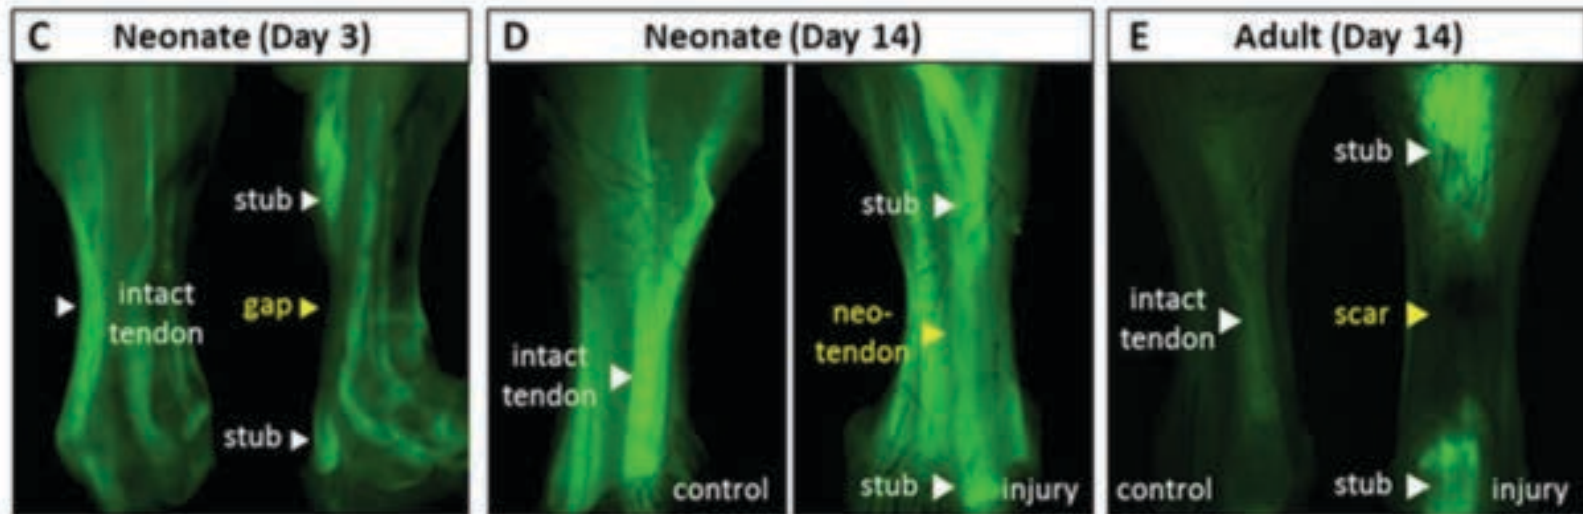 C Neonate (Day 3)
stub
intact
tendon
gap
stub
D Neonate (Day 14)
intact
tendon
control
stub
neo-
tendon
stub
injury
E Adult (Day 14)
stub
intact
tendon
scar
control
stub
injury